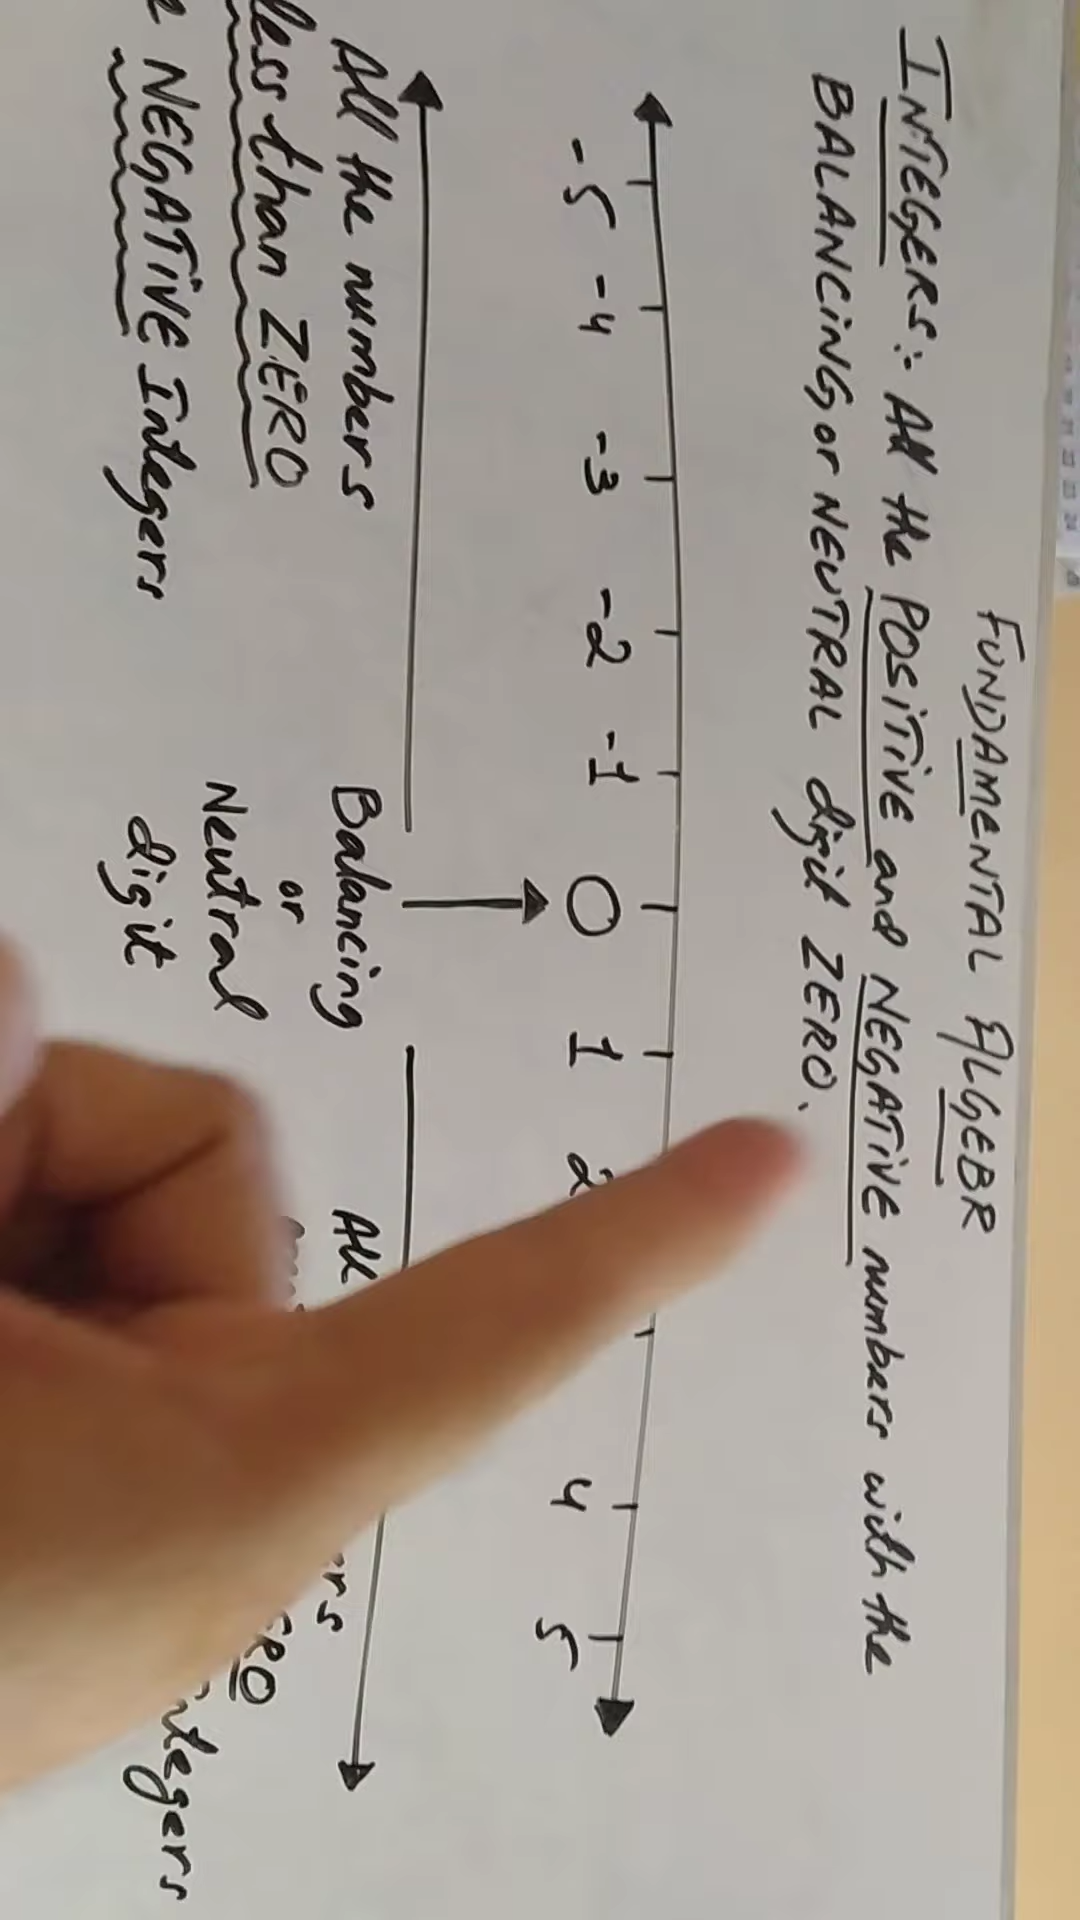 FUNDAMENTAL ALGEBR
INTEGERS:- All the POSITIVE and NEGATIVE numbers with the
BALANCING or NEUTRAL digit ZERO.
-5 -4 -3 -2 -1 0 1 2 4 5
All the numbers
less than ZERO
NEGATIVE Integers
Balancing
or
Neutral
digit
All